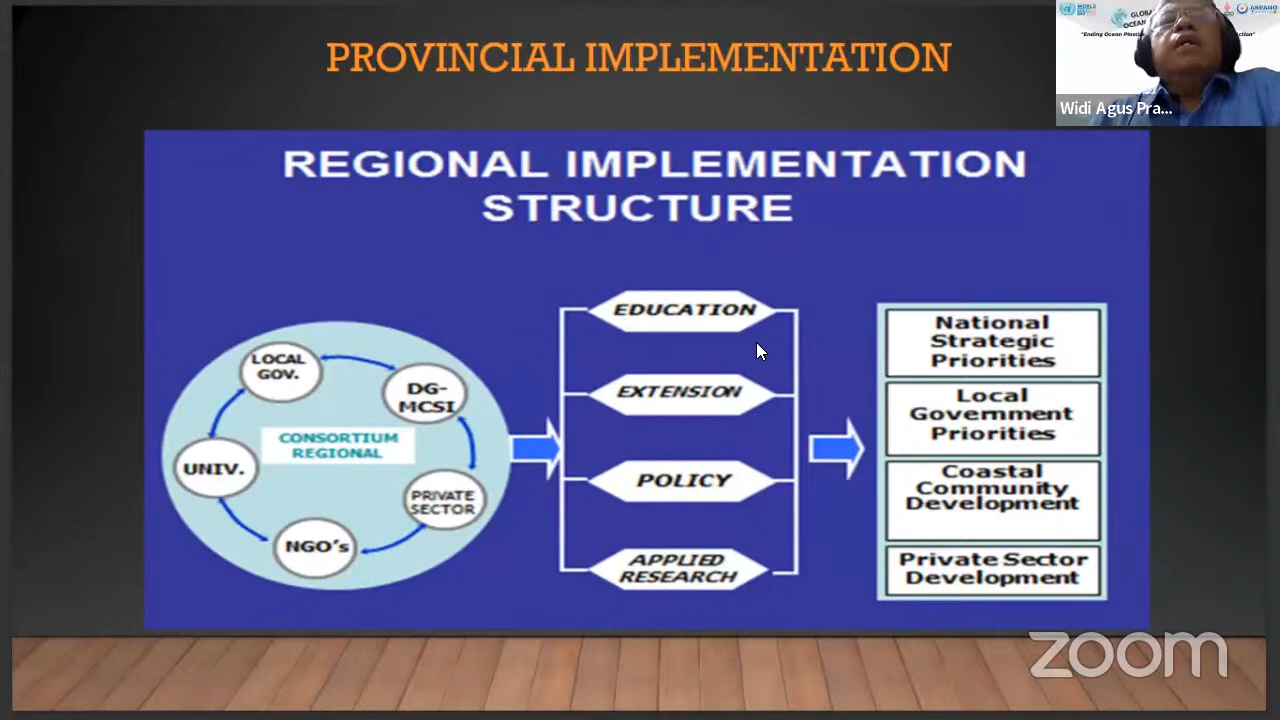 PROVINCIAL IMPLEMENTATION
Widi Agus Pra...
REGIONAL IMPLEMENTATION
STRUCTURE
LOCAL
GOV.
DG-
MCSI
CONSORTIUM
REGIONAL
UNIV.
PRIVATE
SECTOR
NGO's
EDUCATION
EXTENSION
POLICY
APPLIED
RESEARCH
National
Strategic
Priorities
Local
Government
Priorities
Coastal
Community
Development
Private Sector
Development
zoom